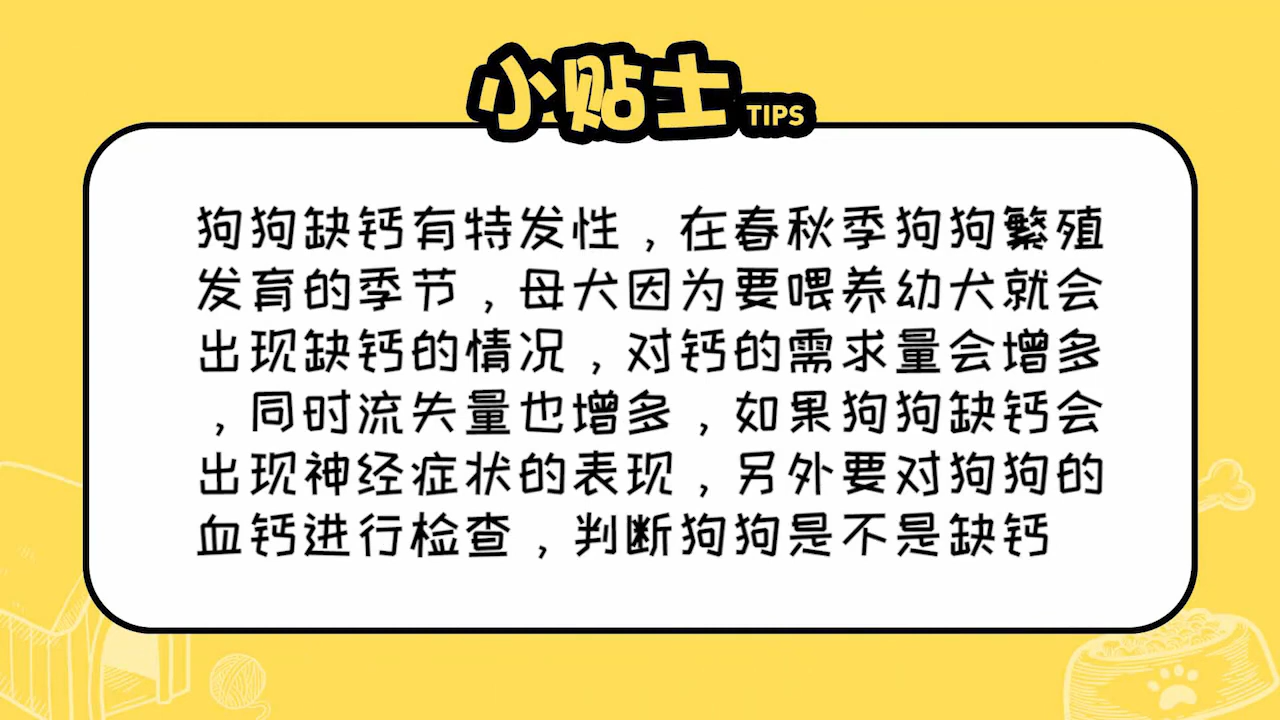 小贴士 TIPS
狗狗缺钙有特发性，在春秋季狗狗繁殖
发育的季节，母犬因为要喂养幼犬就会
出现缺钙的情况，对钙的需求量会增多
，同时流失量也增多，如果狗狗缺钙会
出现神经症状的表现，另外要对狗狗的
血钙进行检查，判断狗狗是不是缺钙